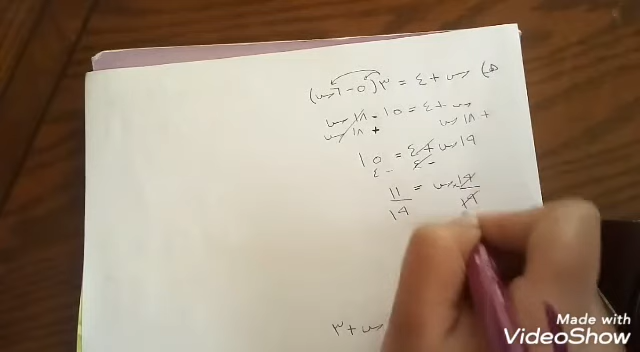 هـ) س + ٤ = ٣(٥ - ٦س)
س + ٤ = ١٥ - ١٨س
+ ١٨س + ١٨س
١٩س + ٤ = ١٥
- ٤ - ٤
١٩س = ١١
١٩ ١٩
س + ٣
Made with
VideoShow